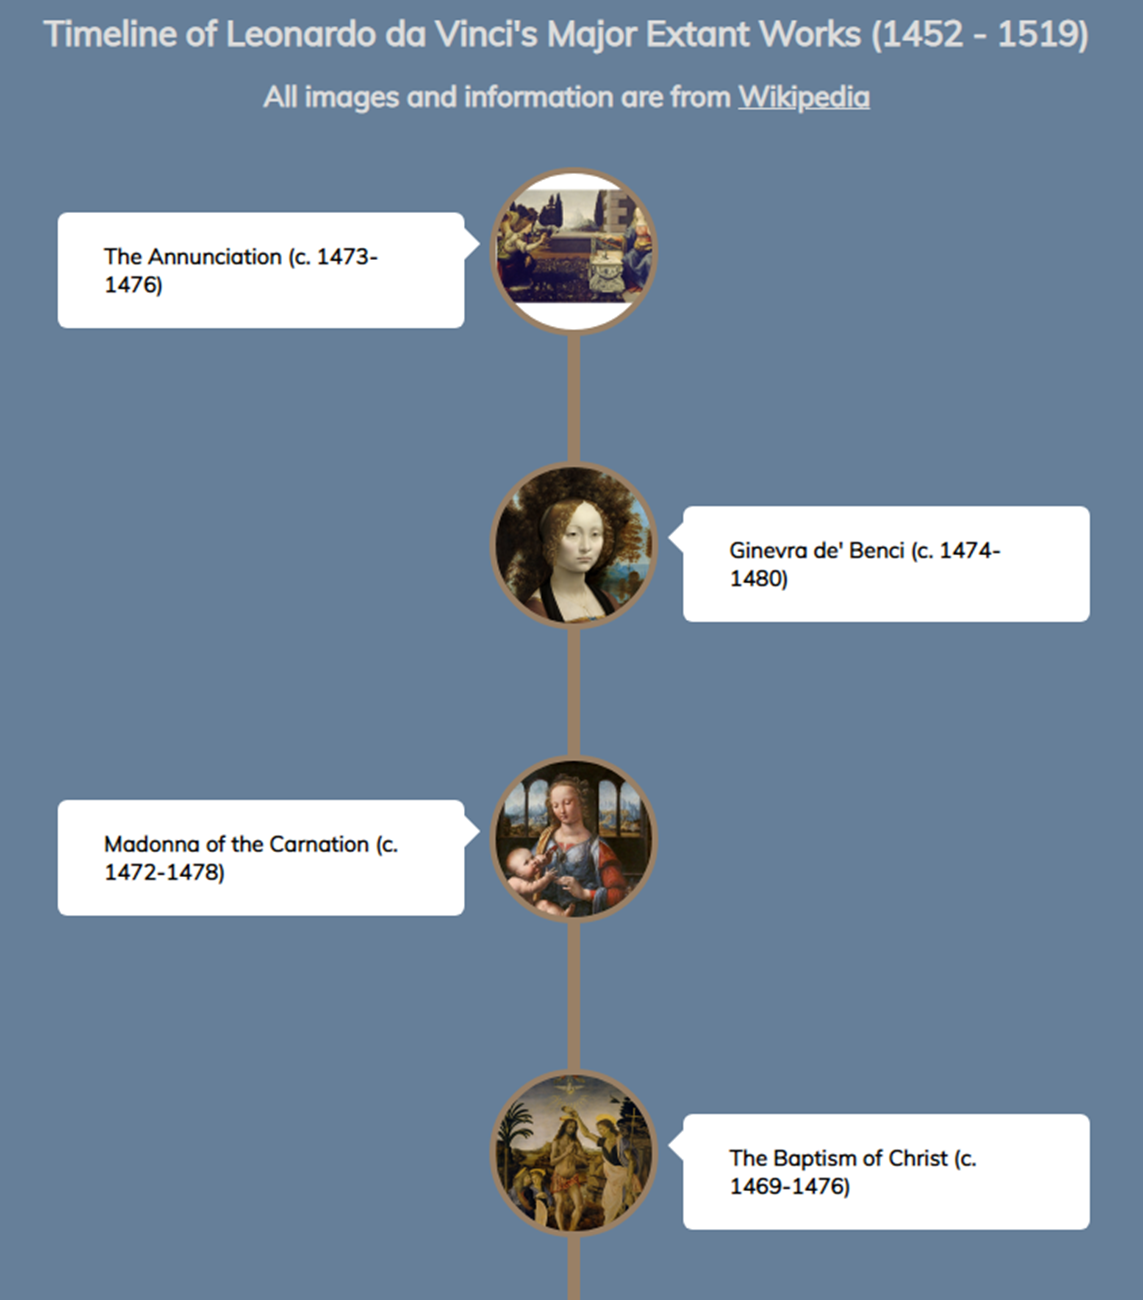 Timeline of Leonardo da Vinci's Major Extant Works (1452 - 1519)
All images and information are from Wikipedia
The Annunciation (c. 1473-
1476)
Ginevra de' Benci (c. 1474-
1480)
Madonna of the Carnation (c.
1472-1478)
The Baptism of Christ (c.
1469-1476)